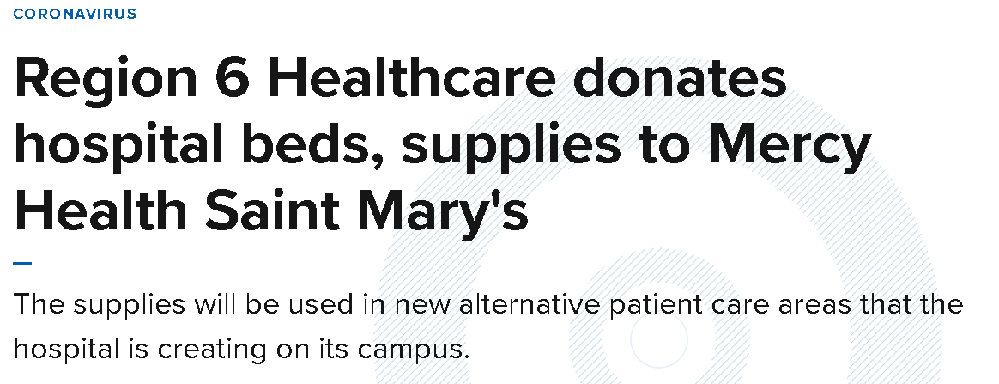 CORONAVIRUS
Region 6 Healthcare donates
hospital beds, supplies to Mercy
Health Saint Mary's
The supplies will be used in new alternative patient care areas that the
hospital is creating on its campus.